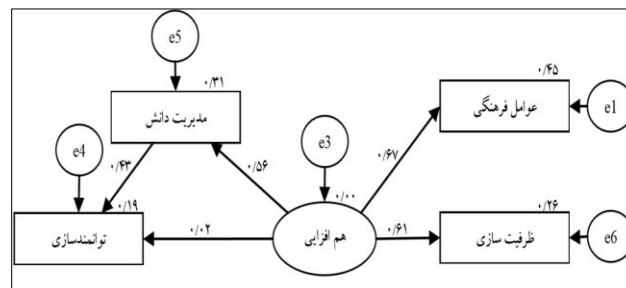 e5
۰/۳۱
مدیریت دانش
۰/۴۵
عوامل فرهنگی
e1
e4
۰/۴۳
۰/۵۶
e3
۰/۶۷
۰/۰۰
۰/۱۹
توانمندسازی
۰/۰۲
هم افزایی
۰/۶۱
۰/۲۶
ظرفیت سازی
e6